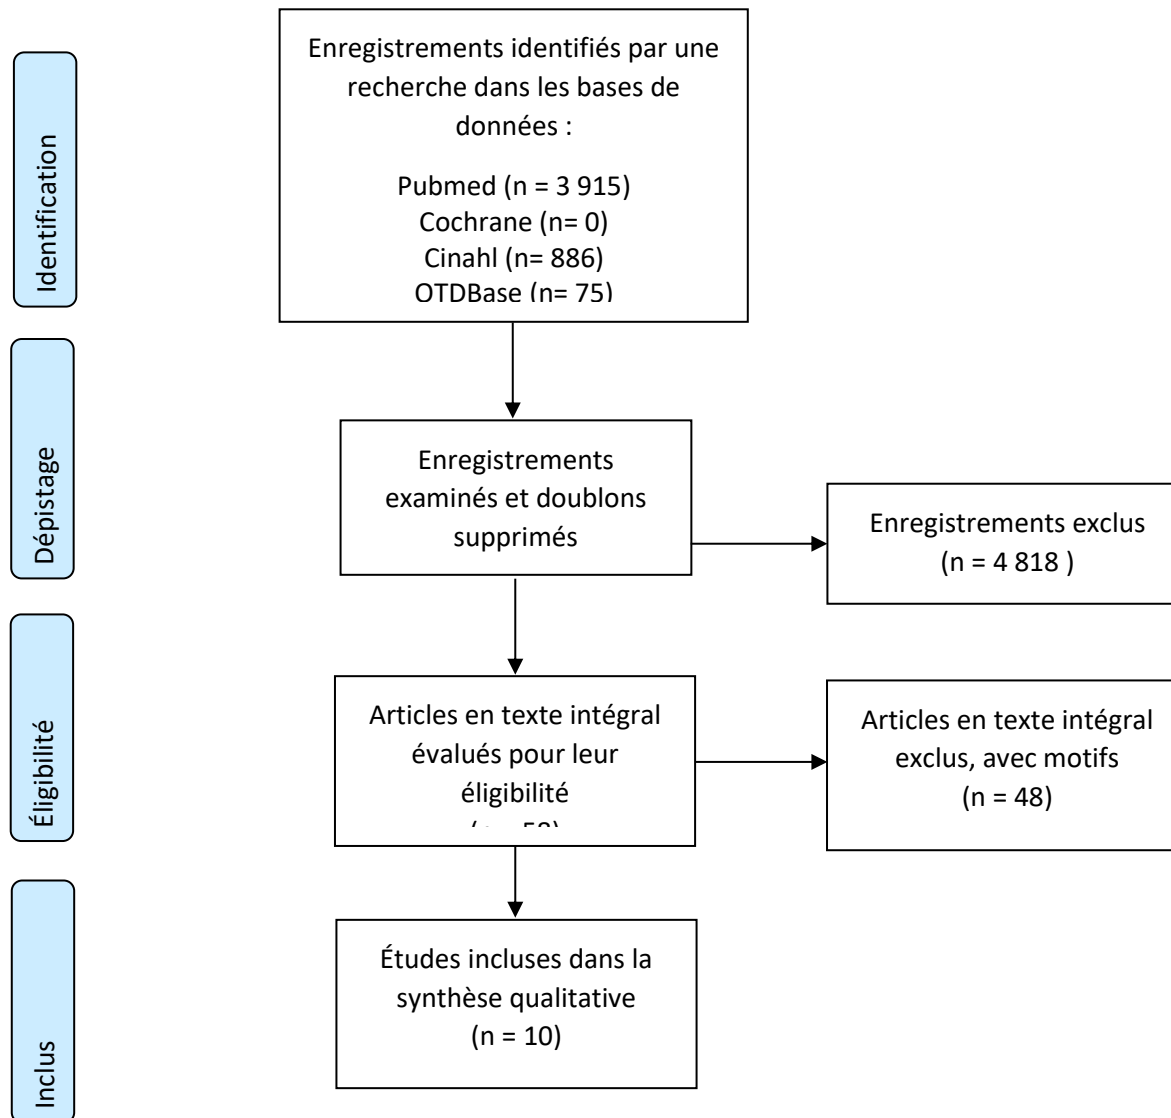 Identification
Enregistrements identifiés par une
recherche dans les bases de
données :
Pubmed (n = 3 915)
Cochrane (n= 0)
Cinahl (n= 886)
OTDBase (n= 75)
Dépistage
Enregistrements
examinés et doublons
supprimés
Enregistrements exclus
(n = 4 818 )
Éligibilité
Articles en texte intégral
évalués pour leur
éligibilité
Articles en texte intégral
exclus, avec motifs
(n = 48)
Inclus
Études incluses dans la
synthèse qualitative
(n = 10)